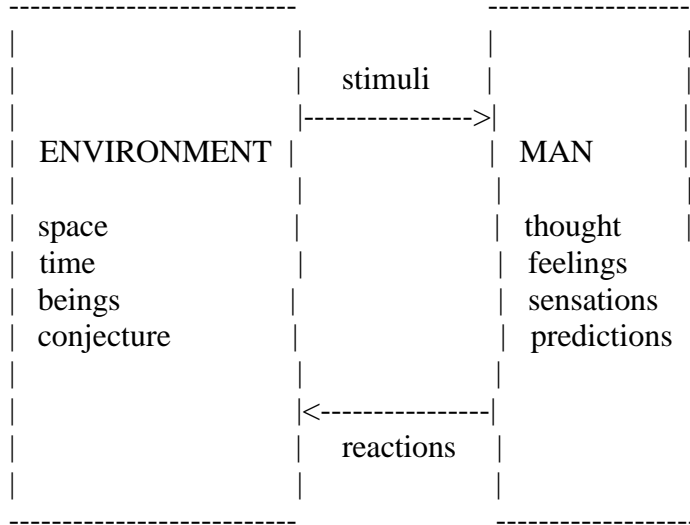 stimuli
ENVIRONMENT MAN
space thought
time feelings
beings sensations
conjecture predictions
reactions